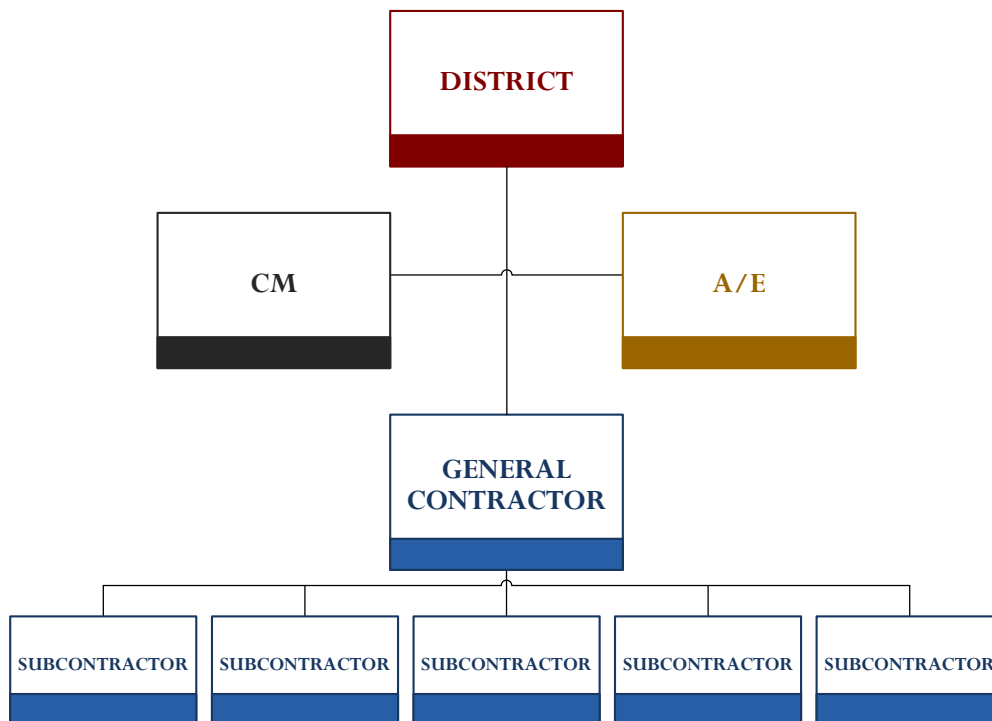 DISTRICT
CM
A/E
GENERAL
CONTRACTOR
SUBCONTRACTOR
SUBCONTRACTOR
SUBCONTRACTOR
SUBCONTRACTOR
SUBCONTRACTOR